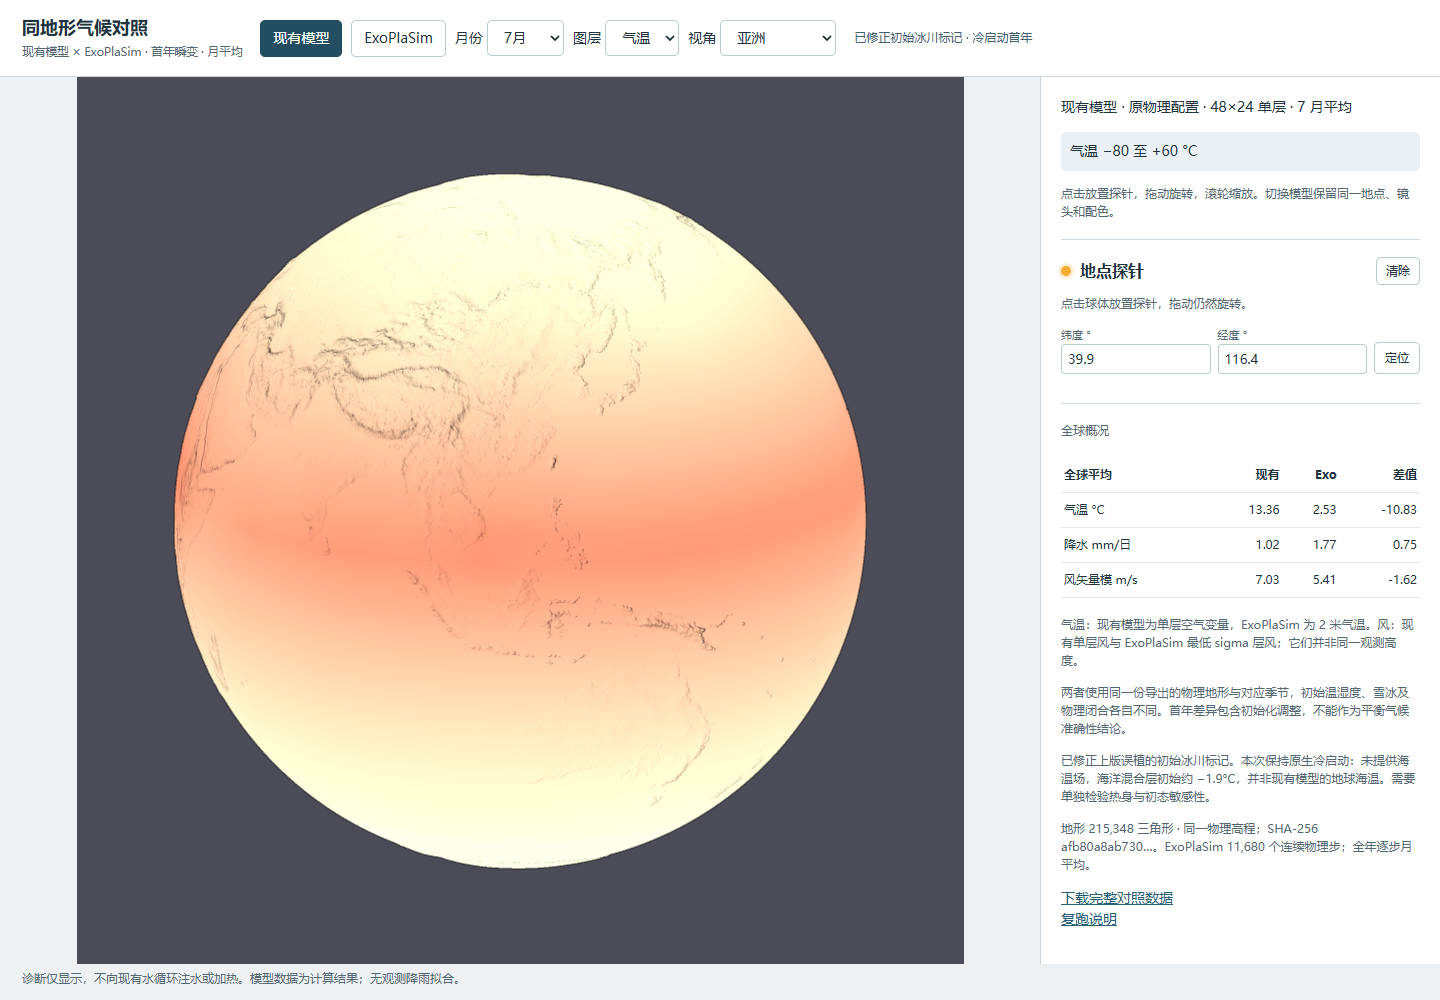 同地形气候对照
现有模型 × ExoPlaSim · 首年瞬变 · 月平均
现有模型
ExoPlaSim
月份
7月
图层
气温
视角
亚洲
已修正初始冰川标记 · 冷启动首年
现有模型 · 原物理配置 · 48×24 单层 · 7 月平均
气温 −80 至 +60 °C
点击放置探针，拖动旋转，滚轮缩放。切换模型保留同一地点、镜
头和配色。
地点探针
清除
点击球体放置探针，拖动仍然旋转。
纬度 °
经度 °
39.9
116.4
定位
全球概况
全球平均 现有 Exo 差值
气温 °C 13.36 2.53 -10.83
降水 mm/日 1.02 1.77 0.75
风矢量模 m/s 7.03 5.41 -1.62
气温：现有模型为单层空气变量，ExoPlaSim 为 2 米气温。风：现
有单层风与 ExoPlaSim 最低 sigma 层风；它们并非同一观测高
度。
两者使用同一份导出的物理地形与对应季节，初始温湿度、雪冰及
物理闭合各自不同。首年差异包含初始化调整，不能作为平衡气候
准确性结论。
已修正上版误植的初始冰川标记。本次保持原生冷启动：未提供海
温场，海洋混合层初始约 −1.9°C，并非现有模型的地球海温。需要
单独检验热身与初态敏感性。
地形 215,348 三角形 · 同一物理高程；SHA-256
afb80a8ab730…。ExoPlaSim 11,680 个连续物理步；全年逐步月
平均。
下载完整对照数据
复跑说明
诊断仅显示，不向现有水循环注水或加热。模型数据为计算结果；无观测降雨拟合。